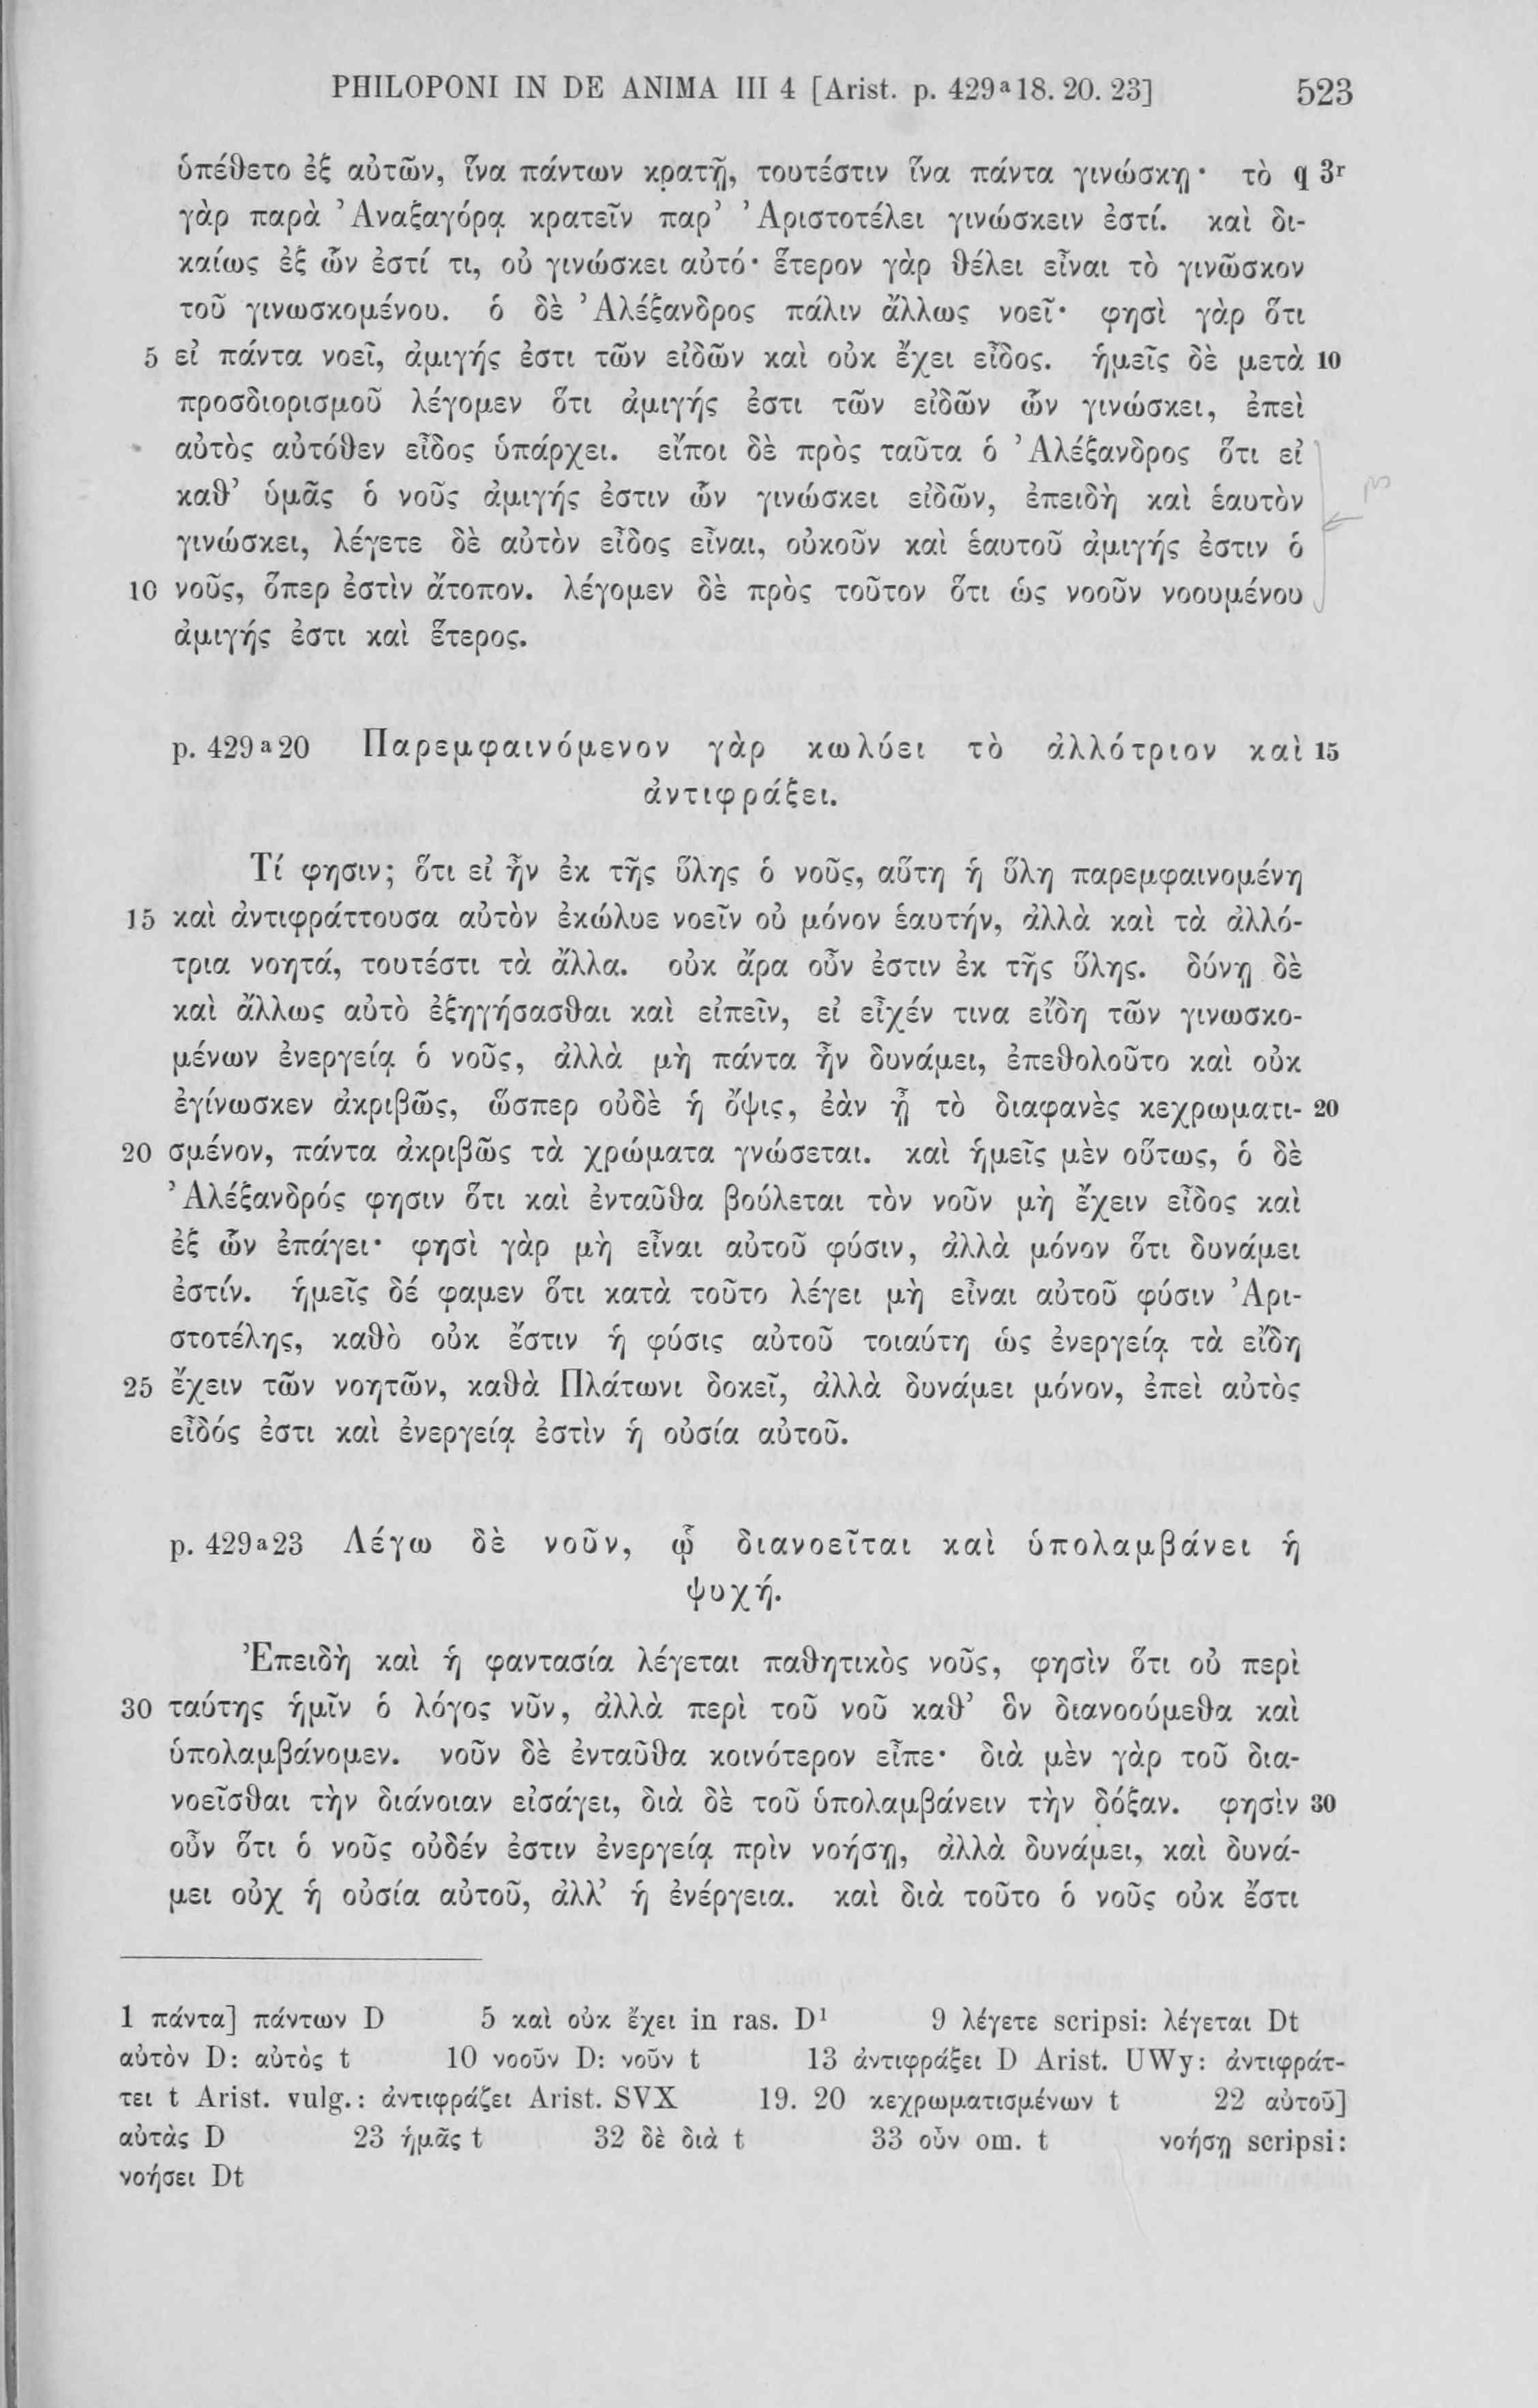 PHILOPONI IN DE ANIMA III 4 [Arist. p. 429ᵃ18. 20. 23] 523
ὑπέθετο ἐξ αὐτῶν, ἵνα πάντων κρατῇ, τουτέστιν ἵνα πάντα γινώσκῃ· τὸ q 3ʳ
γὰρ παρὰ Ἀναξαγόρᾳ κρατεῖν παρ’ Ἀριστοτέλει γινώσκειν ἐστί. καὶ δι-
καίως ἐξ ὧν ἐστί τι, οὐ γινώσκει αὐτό· ἕτερον γὰρ θέλει εἶναι τὸ γινῶσκον
τοῦ γινωσκομένου. ὁ δὲ Ἀλέξανδρος πάλιν ἄλλως νοεῖ· φησὶ γὰρ ὅτι
5 εἰ πάντα νοεῖ, ἀμιγής ἐστι τῶν εἰδῶν καὶ οὐκ ἔχει εἶδος. ἡμεῖς δὲ μετὰ 10
προσδιορισμοῦ λέγομεν ὅτι ἀμιγής ἐστι τῶν εἰδῶν ὧν γινώσκει, ἐπεὶ
αὐτὸς αὐτόθεν εἶδος ὑπάρχει. εἴποι δὲ πρὸς ταῦτα ὁ Ἀλέξανδρος ὅτι εἰ
καθ’ ὑμᾶς ὁ νοῦς ἀμιγής ἐστιν ὧν γινώσκει εἰδῶν, ἐπειδὴ καὶ ἑαυτὸν
γινώσκει, λέγετε δὲ αὐτὸν εἶδος εἶναι, οὐκοῦν καὶ ἑαυτοῦ ἀμιγής ἐστιν ὁ
10 νοῦς, ὅπερ ἐστὶν ἄτοπον. λέγομεν δὲ πρὸς τοῦτον ὅτι ὡς νοοῦν νοουμένου
ἀμιγής ἐστι καὶ ἕτερος.
p. 429ᵃ20 Παρεμφαινόμενον γὰρ κωλύει τὸ ἀλλότριον καὶ 15
ἀντιφράξει.
Τί φησιν; ὅτι εἰ ἦν ἐκ τῆς ὕλης ὁ νοῦς, αὕτη ἡ ὕλη παρεμφαινομένη
15 καὶ ἀντιφράττουσα αὐτὸν ἐκώλυε νοεῖν οὐ μόνον ἑαυτήν, ἀλλὰ καὶ τὰ ἀλλό-
τρια νοητά, τουτέστι τὰ ἄλλα. οὐκ ἄρα οὖν ἐστιν ἐκ τῆς ὕλης. δύνῃ δὲ
καὶ ἄλλως αὐτὸ ἐξηγήσασθαι καὶ εἰπεῖν, εἰ εἶχέν τινα εἴδη τῶν γινωσκο-
μένων ἐνεργείᾳ ὁ νοῦς, ἀλλὰ μὴ πάντα ἦν δυνάμει, ἐπεθολοῦτο καὶ οὐκ
ἐγίνωσκεν ἀκριβῶς, ὥσπερ οὐδὲ ἡ ὄψις, ἐὰν ᾖ τὸ διαφανὲς κεχρωματι- 20
20 σμένον, πάντα ἀκριβῶς τὰ χρώματα γνώσεται. καὶ ἡμεῖς μὲν οὕτως, ὁ δὲ
Ἀλέξανδρός φησιν ὅτι καὶ ἐνταῦθα βούλεται τὸν νοῦν μὴ ἔχειν εἶδος καὶ
ἐξ ὧν ἐπάγει· φησὶ γὰρ μὴ εἶναι αὐτοῦ φύσιν, ἀλλὰ μόνον ὅτι δυνάμει
ἐστίν. ἡμεῖς δέ φαμεν ὅτι κατὰ τοῦτο λέγει μὴ εἶναι αὐτοῦ φύσιν Ἀρι-
στοτέλης, καθὸ οὐκ ἔστιν ἡ φύσις αὐτοῦ τοιαύτη ὡς ἐνεργείᾳ τὰ εἴδη
25 ἔχειν τῶν νοητῶν, καθὰ Πλάτωνι δοκεῖ, ἀλλὰ δυνάμει μόνον, ἐπεὶ αὐτὸς
εἶδός ἐστι καὶ ἐνεργείᾳ ἐστὶν ἡ οὐσία αὐτοῦ.
p. 429ᵃ23 Λέγω δὲ νοῦν, ᾧ διανοεῖται καὶ ὑπολαμβάνει ἡ
ψυχή.
Ἐπειδὴ καὶ ἡ φαντασία λέγεται παθητικὸς νοῦς, φησὶν ὅτι οὐ περὶ
30 ταύτης ἡμῖν ὁ λόγος νῦν, ἀλλὰ περὶ τοῦ νοῦ καθ’ ὃν διανοούμεθα καὶ
ὑπολαμβάνομεν. νοῦν δὲ ἐνταῦθα κοινότερον εἶπε· διὰ μὲν γὰρ τοῦ δια-
νοεῖσθαι τὴν διάνοιαν εἰσάγει, διὰ δὲ τοῦ ὑπολαμβάνειν τὴν δόξαν. φησὶν 30
οὖν ὅτι ὁ νοῦς οὐδέν ἐστιν ἐνεργείᾳ πρὶν νοήσῃ, ἀλλὰ δυνάμει, καὶ δυνά-
μει οὐχ ἡ οὐσία αὐτοῦ, ἀλλ’ ἡ ἐνέργεια. καὶ διὰ τοῦτο ὁ νοῦς οὐκ ἔστι
1 πάντα] πάντων D 5 καὶ οὐκ ἔχει in ras. D¹ 9 λέγετε scripsi: λέγεται Dt
αὐτὸν D: αὐτὸς t 10 νοοῦν D: νοῦν t 13 ἀντιφράξει D Arist. UWy: ἀντιφράτ-
τει t Arist. vulg.: ἀντιφράζει Arist. SVX 19. 20 κεχρωματισμένων t 22 αὐτοῦ]
αὐτὰς D 23 ἡμᾶς t 32 δὲ διὰ t 33 οὖν om. t νοήσῃ scripsi:
νοήσει Dt